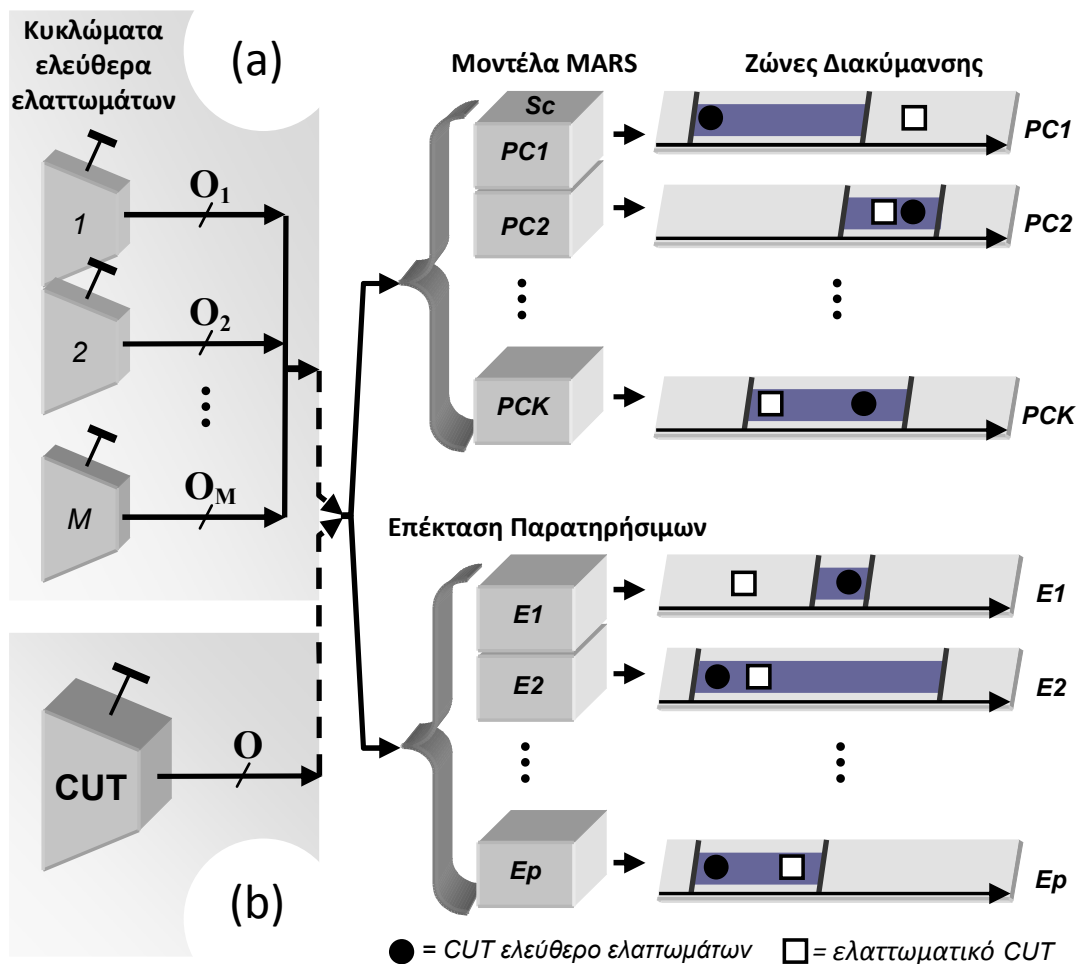 Κυκλώματα
ελεύθερα
ελαττωμάτων
(a)
1
O1
2
O2
M
OM
CUT
O
(b)
Μοντέλα MARS
Ζώνες Διακύμανσης
Sc
PC1
PC1
PC2
PC2
PCK
PCK
Επέκταση Παρατηρήσιμων
E1
E1
E2
E2
Ep
Ep
= CUT ελεύθερο ελαττωμάτων
= ελαττωματικό CUT